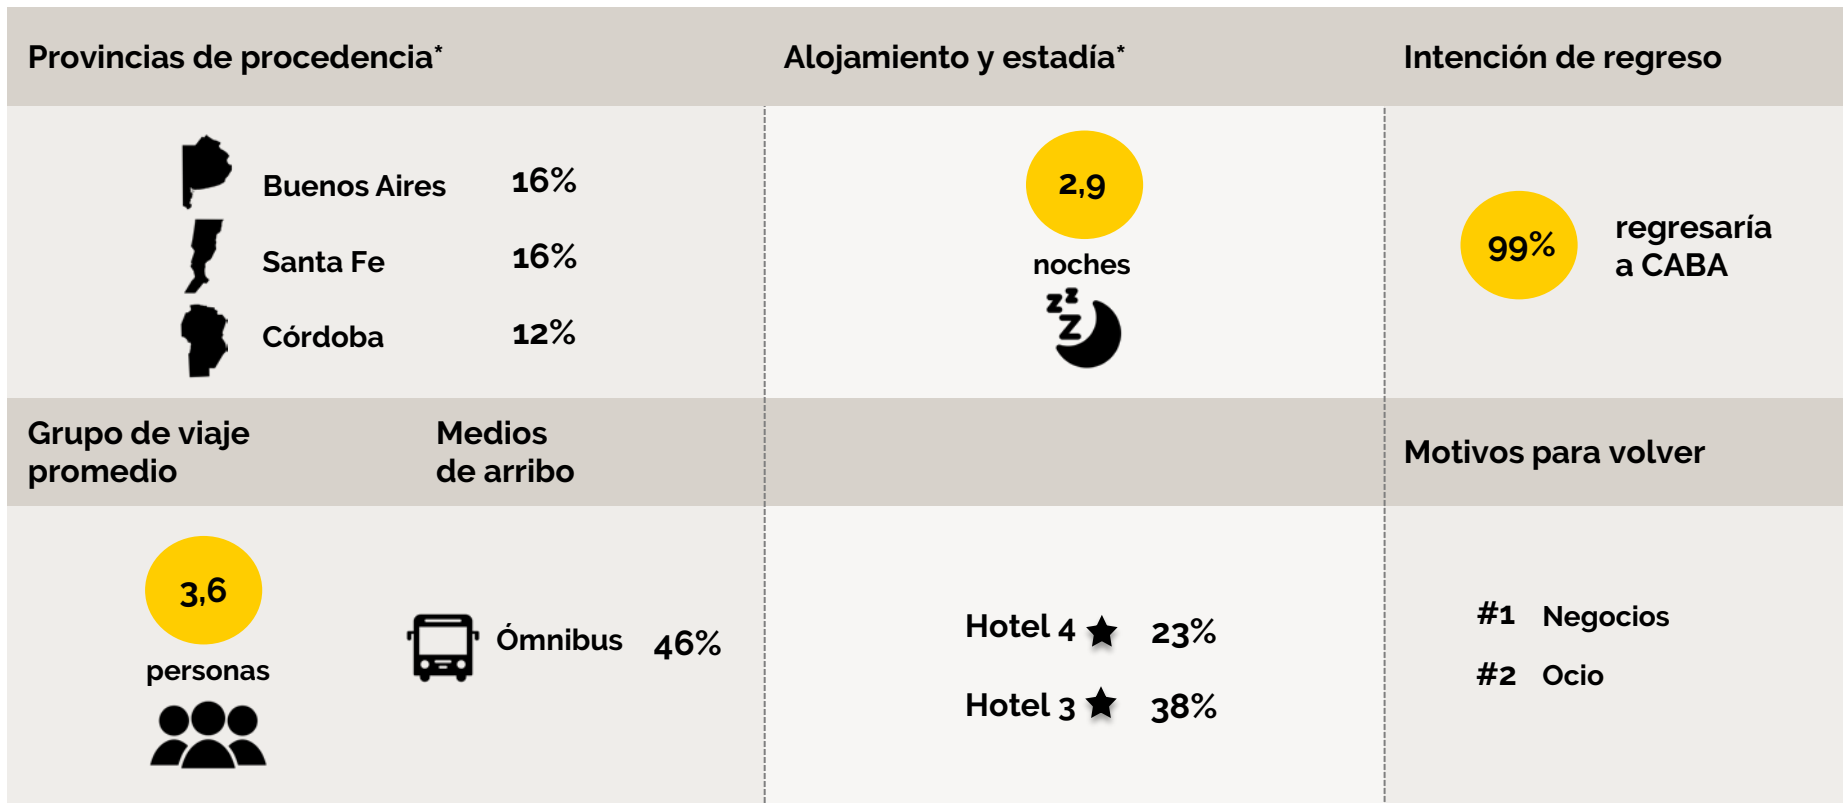 Provincias de procedencia*
Alojamiento y estadía*
Intención de regreso
Buenos Aires 16%
Santa Fe 16%
Córdoba 12%
2,9
noches
zzz
99%
regresaría
a CABA
Grupo de viaje
promedio
Medios
de arribo
Motivos para volver
3,6
personas
Ómnibus 46%
Hotel 4 ★ 23%
Hotel 3 ★ 38%
#1 Negocios
#2 Ocio